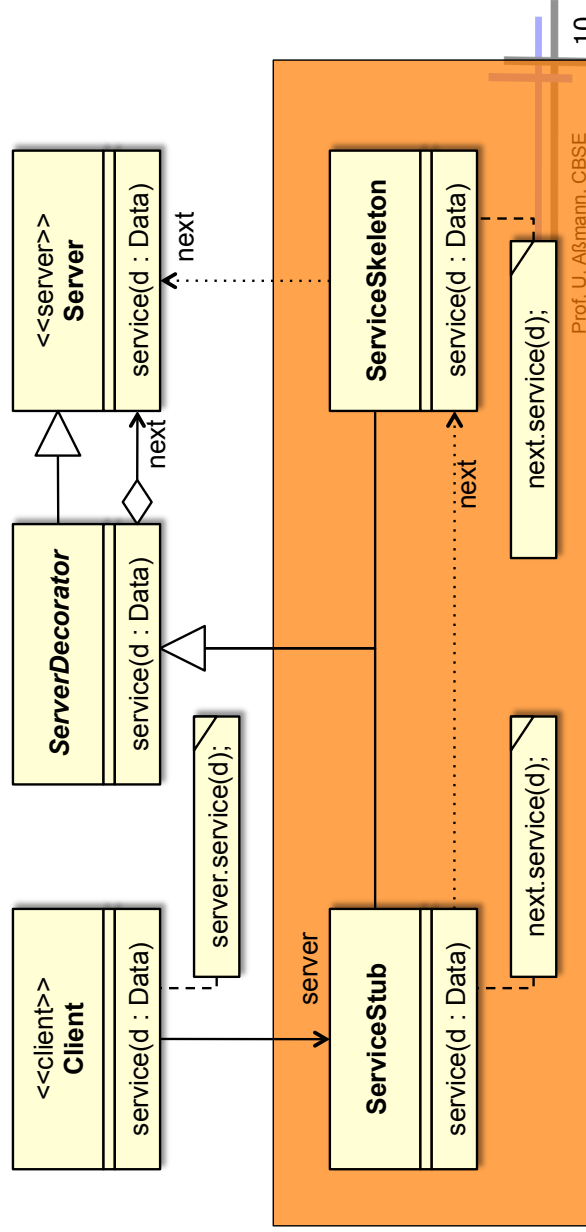 <<client>>
Client
service(d : Data)
server.service(d);
ServerDecorator
service(d : Data)
next
<<server>>
Server
service(d : Data)
next
server
ServiceStub
service(d : Data)
next.service(d);
next
ServiceSkeleton
service(d : Data)
next.service(d);
Prof. U. Aßmann, CBSE
10